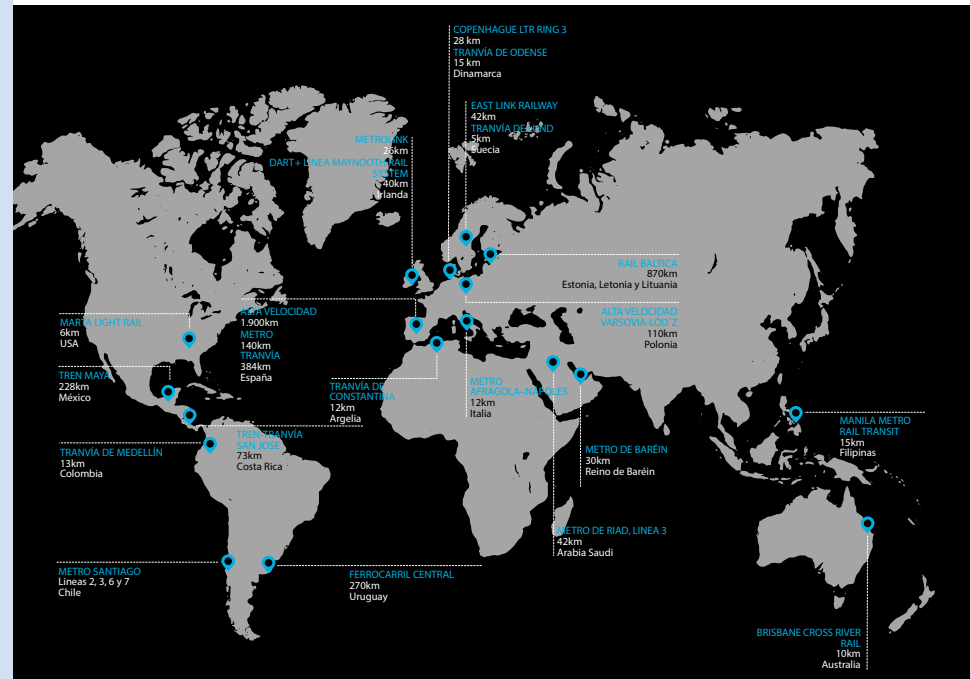 COPENHAGUE LTR RING 3
28 km
TRANVÍA DE ODENSE
15 km
Dinamarca
EAST LINK RAILWAY
42km
TRANVÍA DE LUND
5km
Suecia
METROLINK
26km
DART+ LINEA MAYNOOTH RAIL
SYSTEM
40km
Irlanda
RAIL BALTICA
870km
Estonia, Letonia y Lituania
ALTA VELOCIDAD
VARSOVIA-LOD´Z
110km
Polonia
MARTA LIGHT RAIL
6km
USA
ALTA VELOCIDAD
1.900km
METRO
140km
TRANVÍA
384km
España
TREN MAYA
228km
México
TRANVÍA DE
CONSTANTINA
12km
Argelia
METRO
AFRAGOLA–NÁPOLES
12km
Italia
TRANVÍA DE MEDELLÍN
13km
Colombia
TREN-TRANVÍA
SAN JOSE
73km
Costa Rica
METRO DE BARÉIN
30km
Reino de Baréin
MANILA METRO
RAIL TRANSIT
15km
Filipinas
METRO DE RIAD, LINEA 3
42km
Arabia Saudi
METRO SANTIAGO
Lineas 2, 3, 6 y 7
Chile
FERROCARRIL CENTRAL
270km
Uruguay
BRISBANE CROSS RIVER
RAIL
10km
Australia